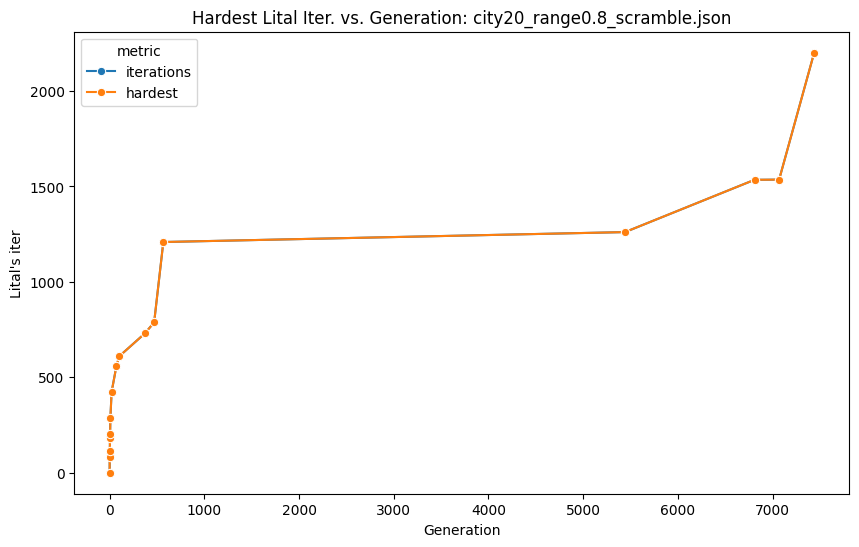 Hardest Lital Iter. vs. Generation: city20_range0.8_scramble.json
metric
iterations
hardest
2000
1500
1000
500
0
Lital's iter
0 1000 2000 3000 4000 5000 6000 7000
Generation